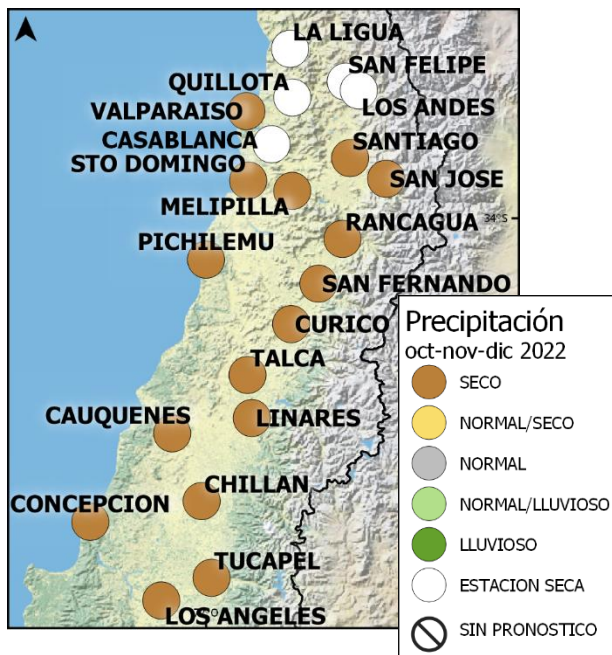 LA LIGUA
SAN FELIPE
QUILLOTA
LOS ANDES
VALPARAISO
CASABLANCA
SANTIAGO
STO DOMINGO
SAN JOSE
MELIPILLA
RANCAGUA
34°S
PICHILEMU
SAN FERNANDO
CURICO
TALCA
CAUQUENES
LINARES
CHILLAN
CONCEPCION
TUCAPEL
LOS ANGELES
Precipitación
oct-nov-dic 2022
SECO
NORMAL/SECO
NORMAL
NORMAL/LLUVIOSO
LLUVIOSO
ESTACION SECA
SIN PRONOSTICO